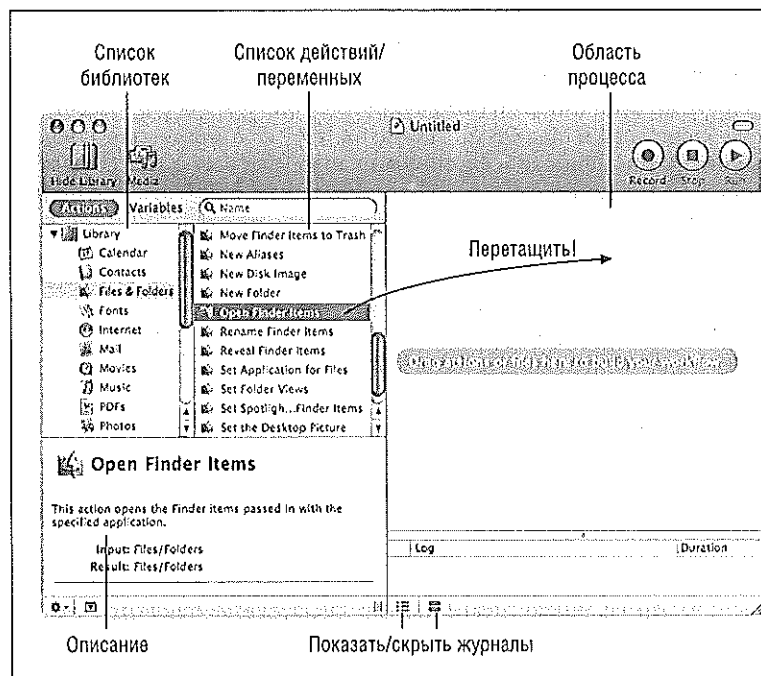 Список библиотек
Список действий/ переменных
Область процесса
Untitled
Hide Library
Media
Record
Stop
Run
Actions
Variables
Name
Library
Calendar
Contacts
Files & Folders
Fonts
Internet
Mail
Movies
Music
PDFs
Photos
Move Finder Items to Trash
New Aliases
New Disk Image
New Folder
Open Finder Items
Rename Finder Items
Reveal Finder Items
Set Application for Files
Set Folder Views
Set Spotligh...Finder Items
Set the Desktop Picture
Перетащить!
Open Finder Items
This action opens the Finder items passed in with the
specified application.
Input: Files/Folders
Result: Files/Folders
Log
Duration
Описание
Показать/скрыть журналы